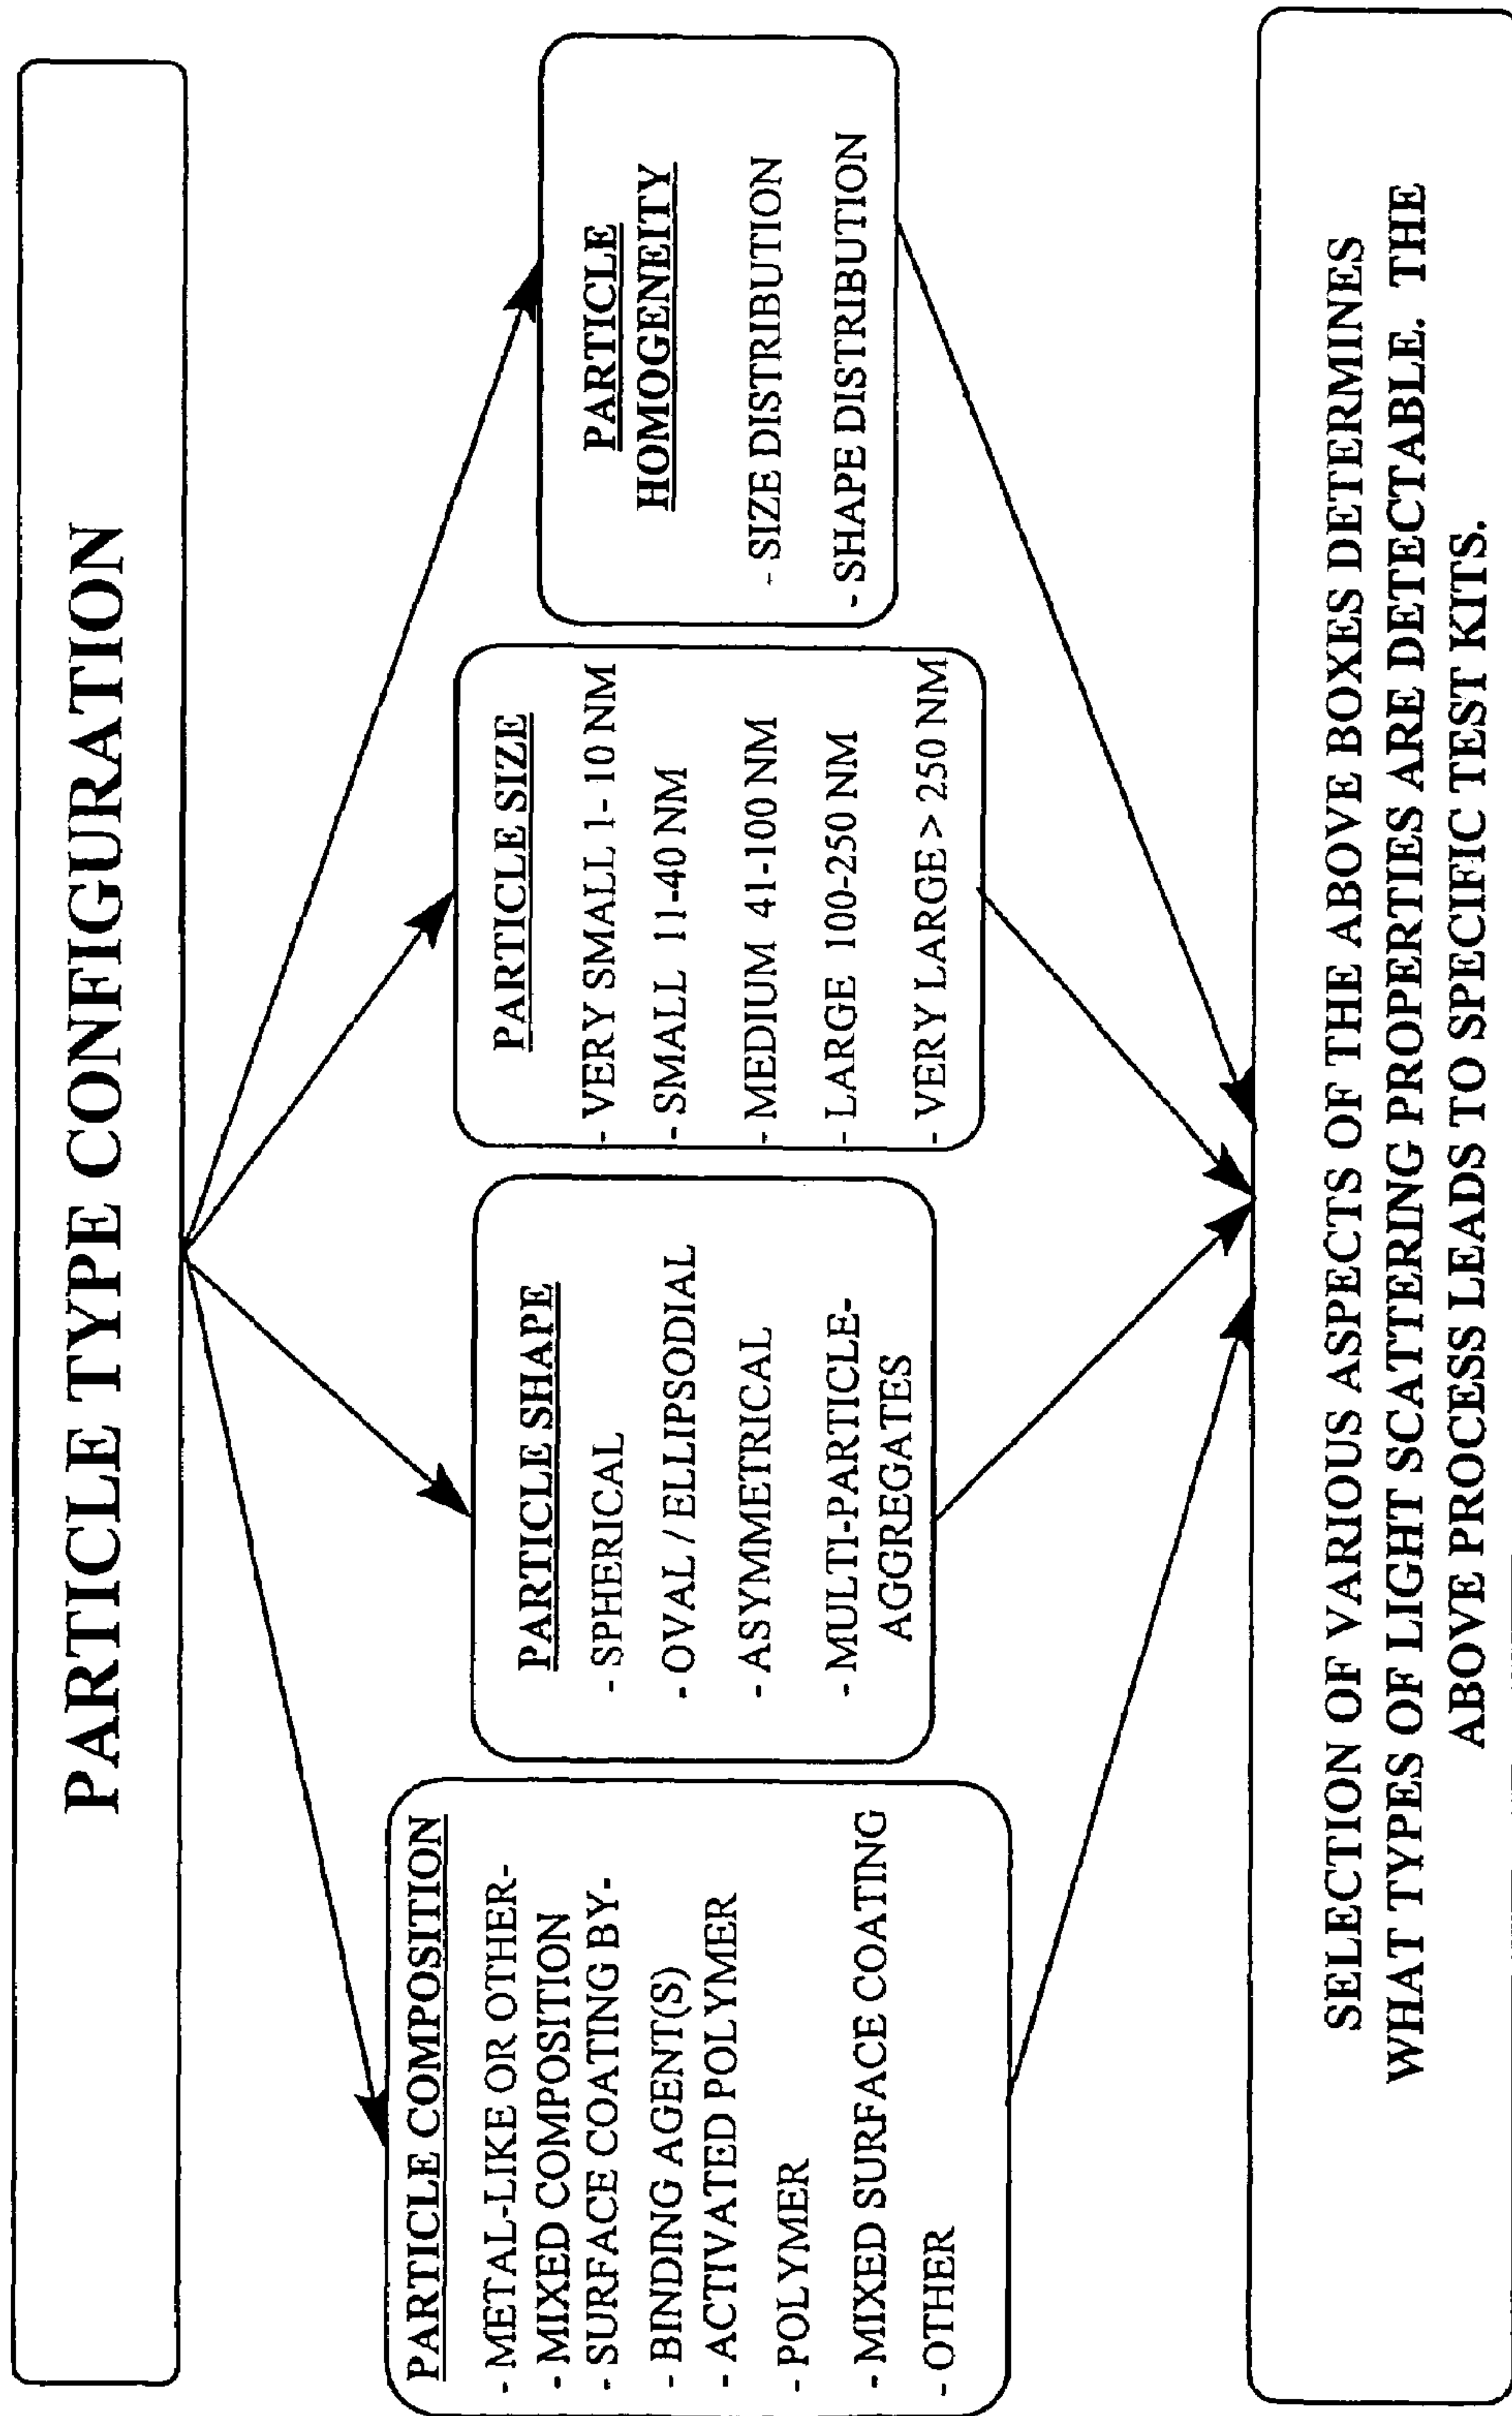 PARTICLE TYPE CONFIGURATION
PARTICLE COMPOSITION
- METAL-LIKE OR OTHER-
- MIXED COMPOSITION
- SURFACE COATING BY-
- BINDING AGENT(S)
- ACTIVATED POLYMER
- POLYMER
- MIXED SURFACE COATING
- OTHER
PARTICLE SHAPE
- SPHERICAL
- OVAL / ELLIPSODIAL
- ASYMMETRICAL
- MULTI-PARTICLE-
AGGREGATES
PARTICLE SIZE
- VERY SMALL 1- 10 NM
- SMALL 11-40 NM
- MEDIUM 41-100 NM
- LARGE 100-250 NM
- VERY LARGE > 250 NM
PARTICLE
HOMOGENEITY
- SIZE DISTRIBUTION
- SHAPE DISTRIBUTION
SELECTION OF VARIOUS ASPECTS OF THE ABOVE BOXES DETERMINES
WHAT TYPES OF LIGHT SCATTERING PROPERTIES ARE DETECTABLE. THE
ABOVE PROCESS LEADS TO SPECIFIC TEST KITS.